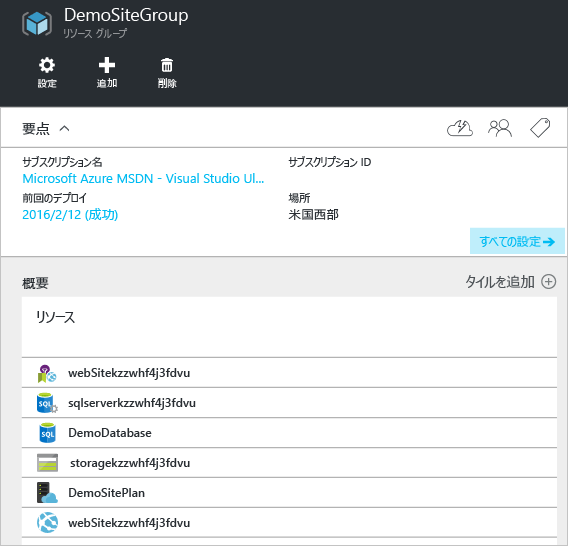 DemoSiteGroup
リソース グループ
設定 追加 削除
要点
サブスクリプション名 サブスクリプション ID
Microsoft Azure MSDN - Visual Studio Ul...
前回のデプロイ 場所
2016/2/12 (成功) 米国西部
すべての設定
概要 タイルを追加
リソース
webSitekzzwhf4j3fdvu
sqlserverkzzwhf4j3fdvu
DemoDatabase
storagekzzwhf4j3fdvu
DemoSitePlan
webSitekzzwhf4j3fdvu